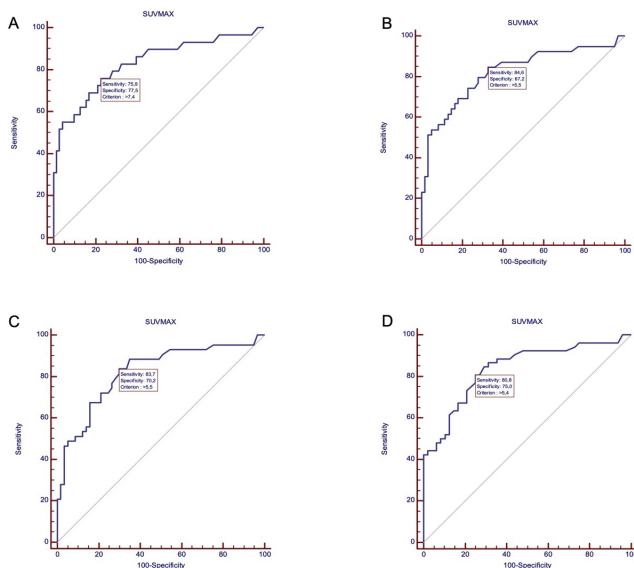 A
SUVMAX
100
80
60
40
20
0
Sensitivity
Sensitivity: 75,9
Specificity: 77,5
Criterion : >7,4
0 20 40 60 80 100
100-Specificity
B
SUVMAX
100
80
60
40
20
0
Sensitivity
Sensitivity: 84,6
Specificity: 67,2
Criterion : >5,5
0 20 40 60 80 100
100-Specificity
C
SUVMAX
100
80
60
40
20
0
Sensitivity
Sensitivity: 83,7
Specificity: 70,2
Criterion : >5,5
0 20 40 60 80 100
100-Specificity
D
SUVMAX
100
80
60
40
20
0
Sensitivity
Sensitivity: 80,8
Specificity: 75,0
Criterion : >5,4
0 20 40 60 80 100
100-Specificity